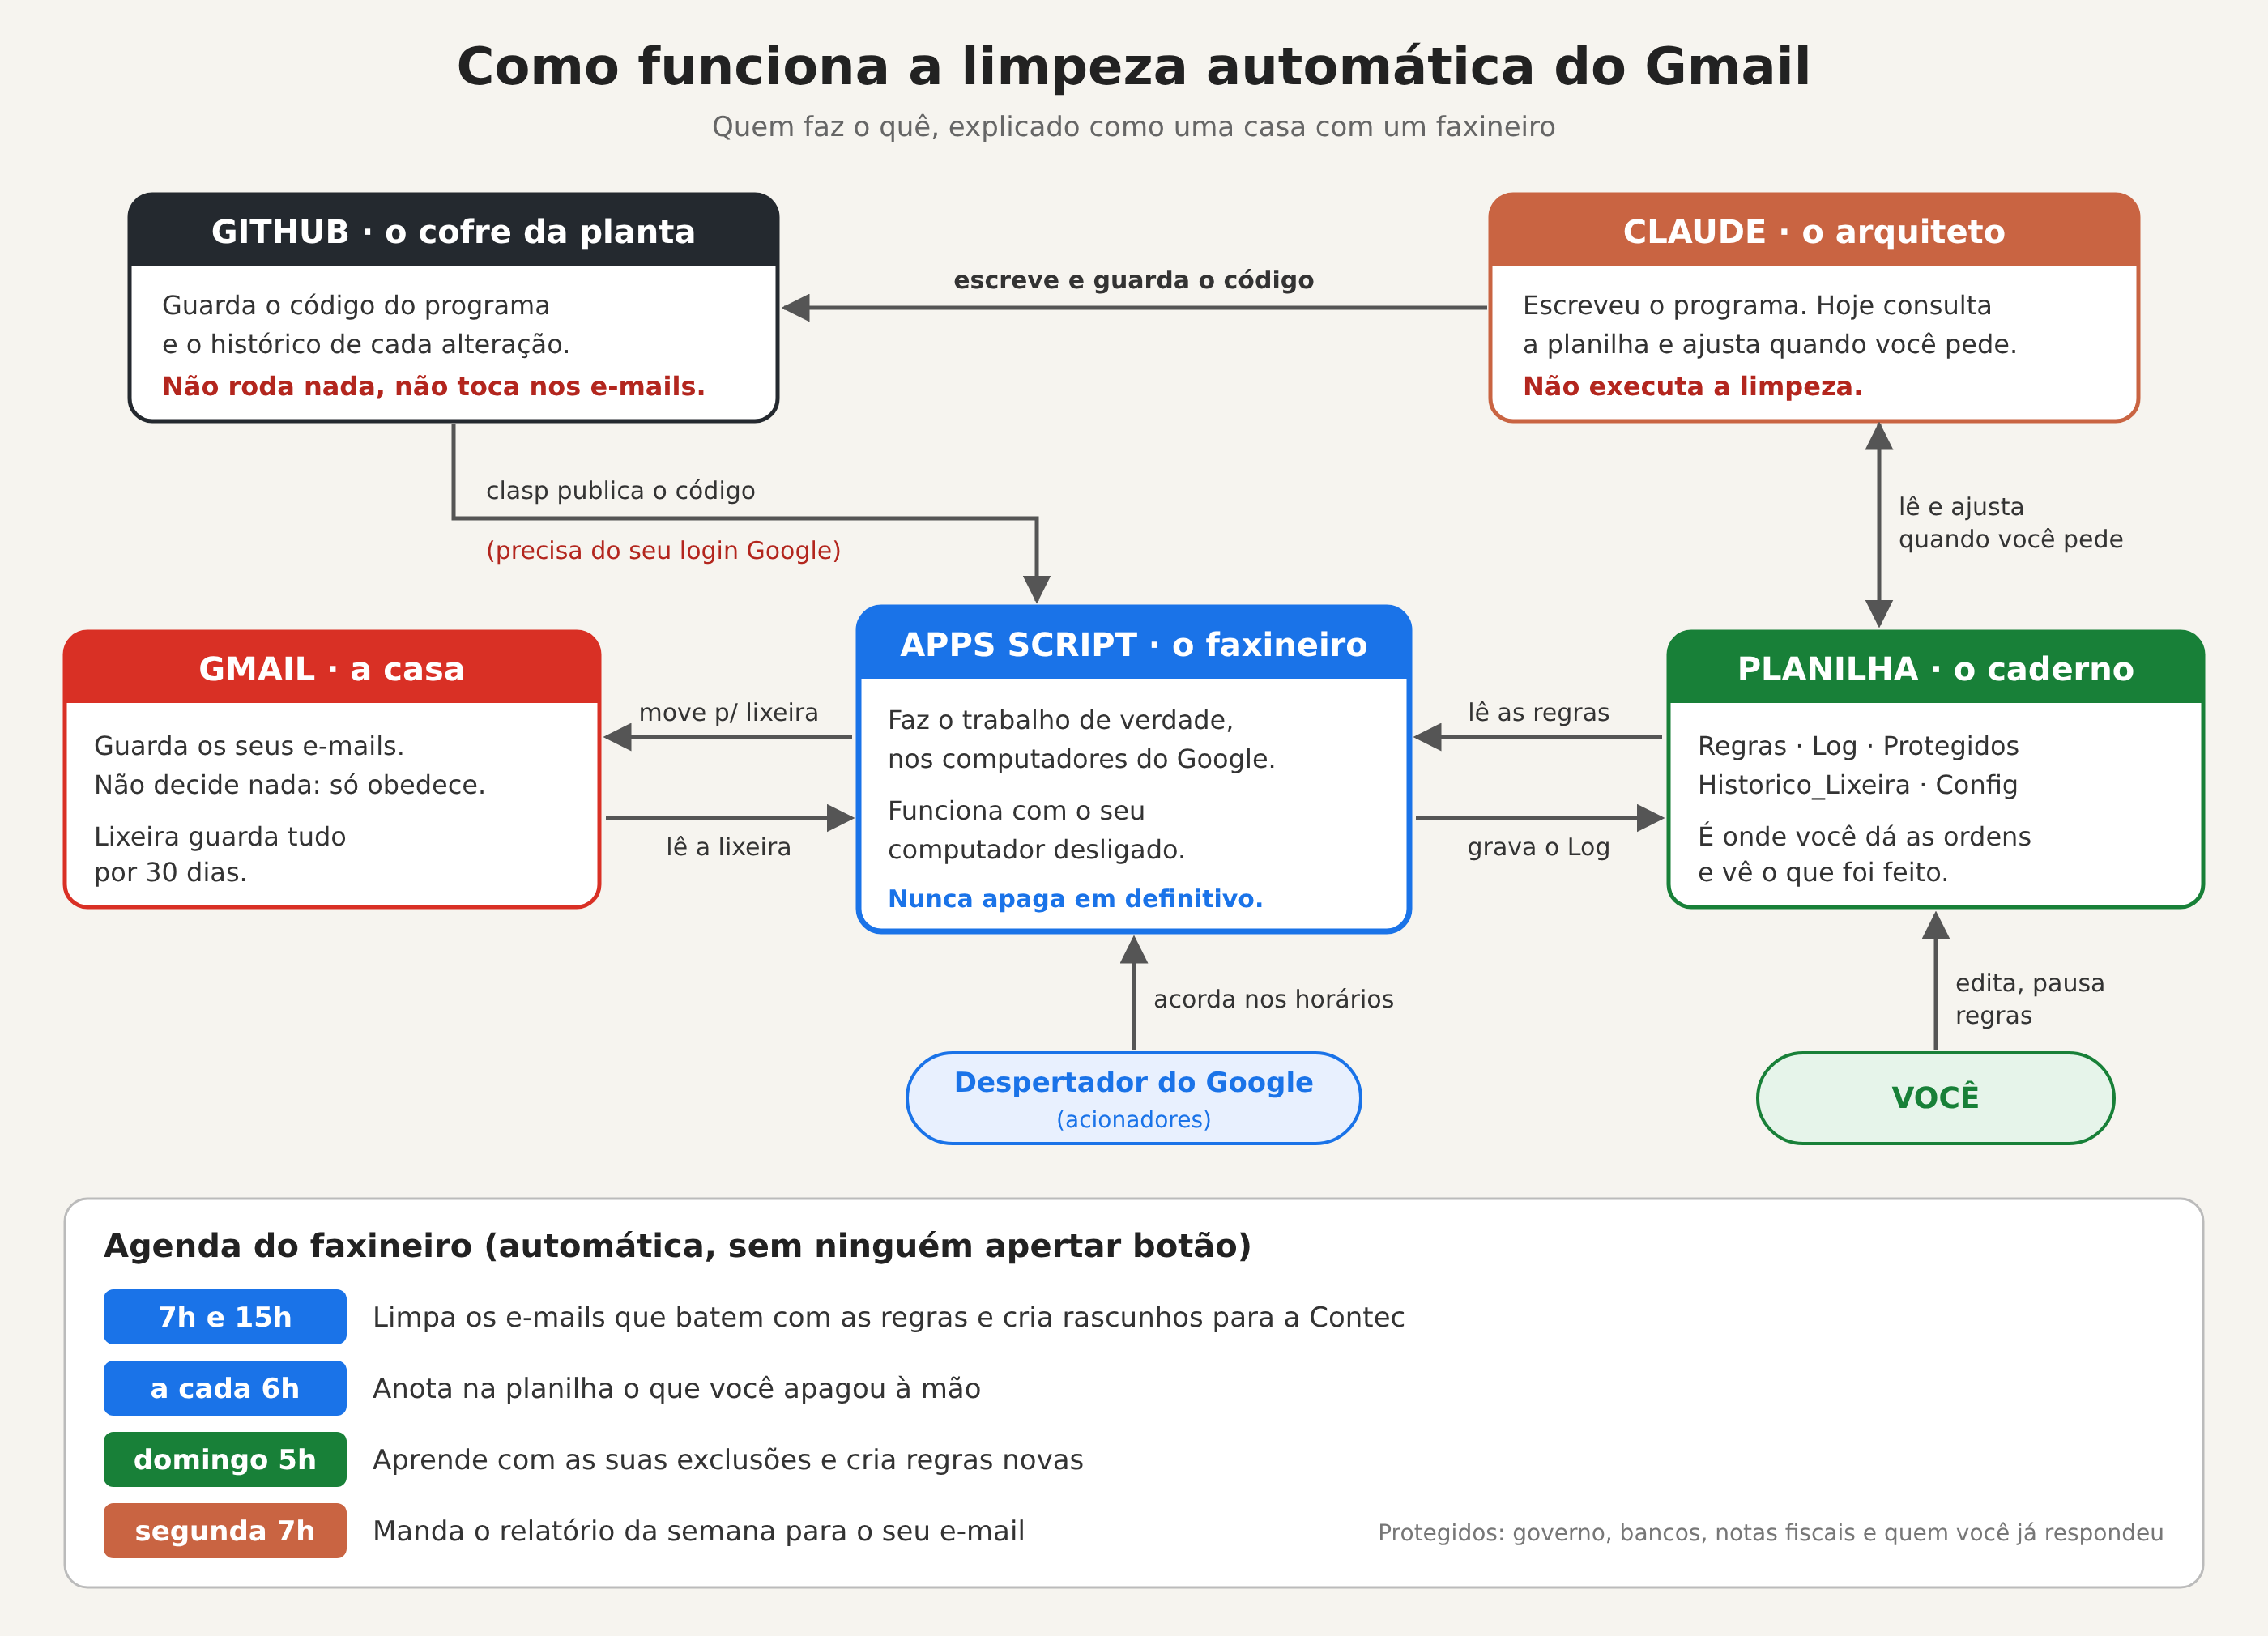 Como funciona a limpeza automática do Gmail
Quem faz o quê, explicado como uma casa com um faxineiro
GITHUB · o cofre da planta
Guarda o código do programa
e o histórico de cada alteração.
Não roda nada, não toca nos e-mails.
escreve e guarda o código
CLAUDE · o arquiteto
Escreveu o programa. Hoje consulta
a planilha e ajusta quando você pede.
Não executa a limpeza.
clasp publica o código
(precisa do seu login Google)
lê e ajusta
quando você pede
GMAIL · a casa
Guarda os seus e-mails.
Não decide nada: só obedece.
Lixeira guarda tudo
por 30 dias.
move p/ lixeira
lê a lixeira
APPS SCRIPT · o faxineiro
Faz o trabalho de verdade,
nos computadores do Google.
Funciona com o seu
computador desligado.
Nunca apaga em definitivo.
lê as regras
grava o Log
PLANILHA · o caderno
Regras · Log · Protegidos
Historico_Lixeira · Config
É onde você dá as ordens
e vê o que foi feito.
acorda nos horários
edita, pausa
regras
Despertador do Google
(acionadores)
VOCÊ
Agenda do faxineiro (automática, sem ninguém apertar botão)
7h e 15h Limpa os e-mails que batem com as regras e cria rascunhos para a Contec
a cada 6h Anota na planilha o que você apagou à mão
domingo 5h Aprende com as suas exclusões e cria regras novas
segunda 7h Manda o relatório da semana para o seu e-mail
Protegidos: governo, bancos, notas fiscais e quem você já respondeu